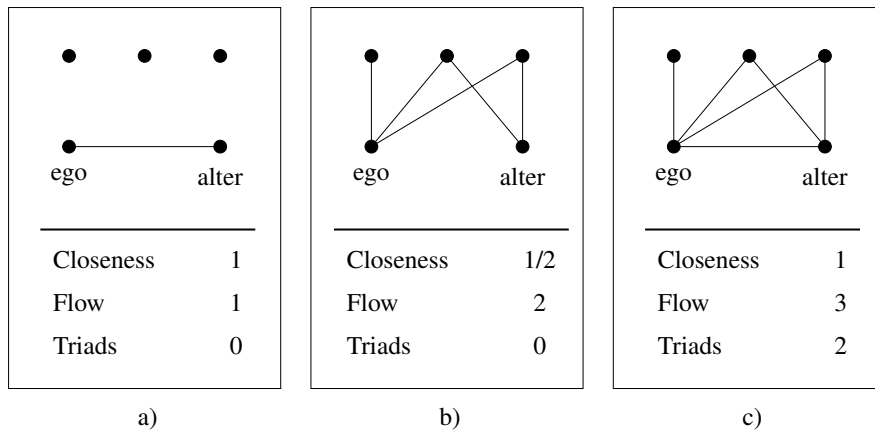 ego alter
Closeness 1
Flow 1
Triads 0
a)
ego alter
Closeness 1/2
Flow 2
Triads 0
b)
ego alter
Closeness 1
Flow 3
Triads 2
c)